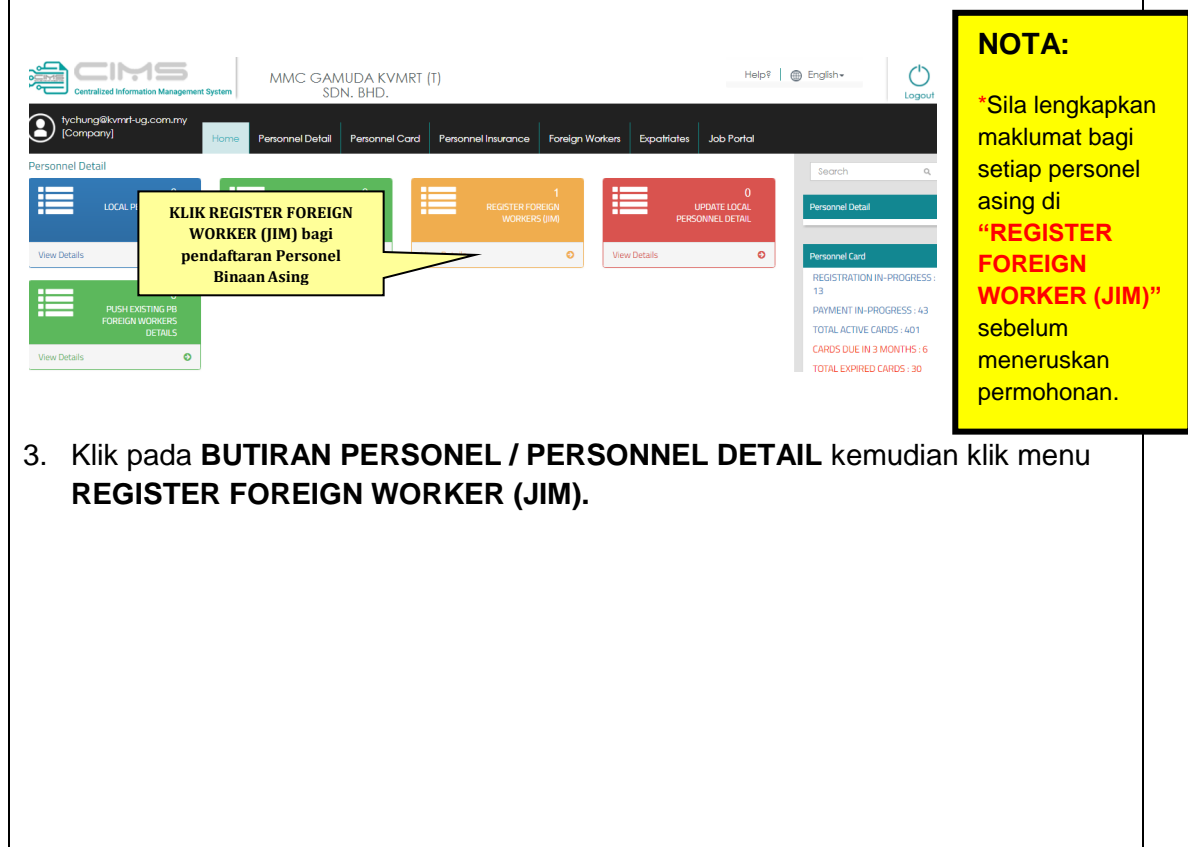 CIMS
Centralized Information Management System
MMC GAMUDA KVMRT (T)
SDN. BHD.
Help?
English
Logout
tychung@kvmrt-ug.com.my
[Company]
Home
Personnel Detail
Personnel Card
Personnel Insurance
Foreign Workers
Expatriates
Job Portal
Personnel Detail
LOCAL
View Details
KLIK REGISTER FOREIGN
WORKER (JIM) bagi
pendaftaran Personel
Binaan Asing
1
REGISTER FOREIGN
WORKERS (JIM)
0
UPDATE LOCAL
PERSONNEL DETAIL
View Details
PUSH EXISTING PB
FOREIGN WORKERS
DETAILS
View Details
Search
Personnel Detail
Personnel Card
REGISTRATION IN-PROGRESS :
13
PAYMENT IN-PROGRESS : 43
TOTAL ACTIVE CARDS : 401
CARDS DUE IN 3 MONTHS : 6
TOTAL EXPIRED CARDS : 30
NOTA:
*Sila lengkapkan
maklumat bagi
setiap personel
asing di
“REGISTER
FOREIGN
WORKER (JIM)”
sebelum
meneruskan
permohonan.
3. Klik pada BUTIRAN PERSONEL / PERSONNEL DETAIL kemudian klik menu
REGISTER FOREIGN WORKER (JIM).